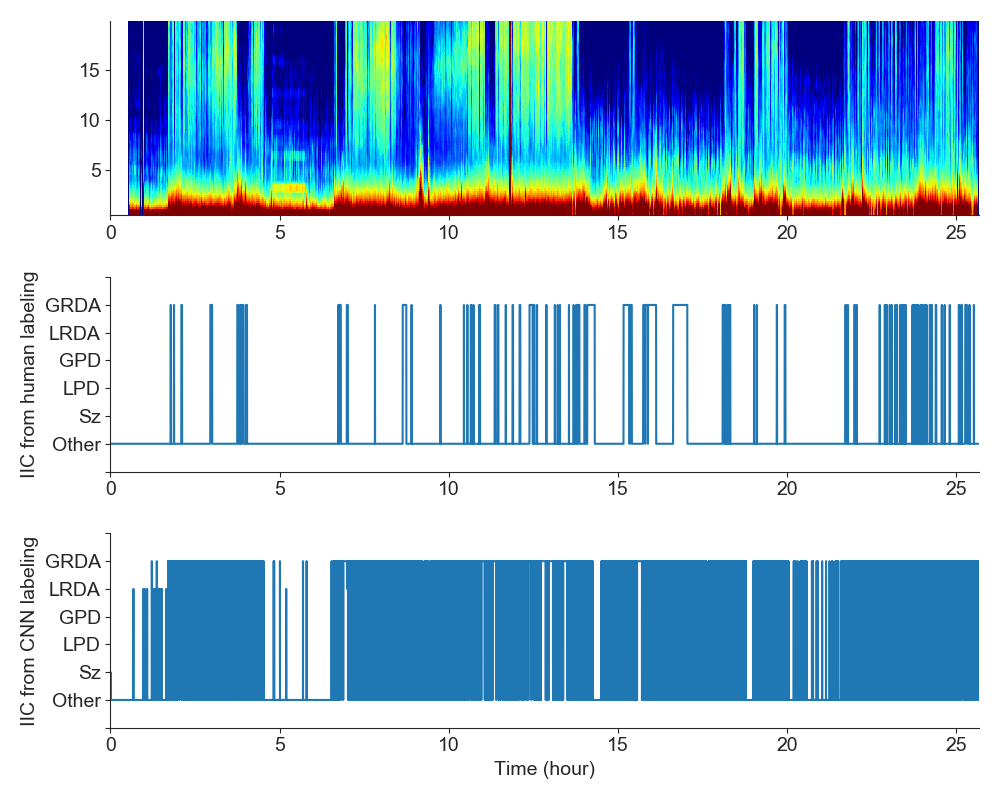 15
10
5
0 5 10 15 20 25
IIC from human labeling
GRDA
LRDA
GPD
LPD
Sz
Other
0 5 10 15 20 25
IIC from CNN labeling
GRDA
LRDA
GPD
LPD
Sz
Other
0 5 10 15 20 25
Time (hour)